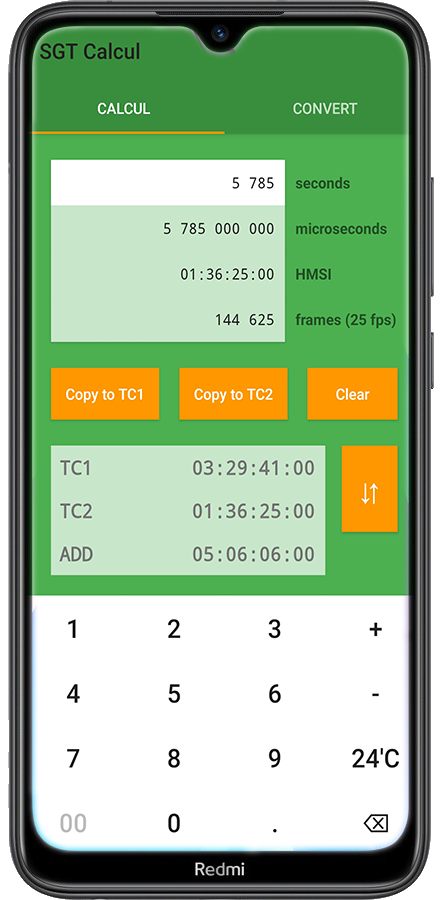 SGT Calcul
CALCUL CONVERT
5 785 seconds
5 785 000 000 microseconds
01:36:25:00 HMSI
144 625 frames (25 fps)
Copy to TC1 Copy to TC2 Clear
TC1 03:29:41:00
TC2 01:36:25:00
ADD 05:06:06:00
1 2 3 +
4 5 6 -
7 8 9 24'C
00 0 .
Redmi